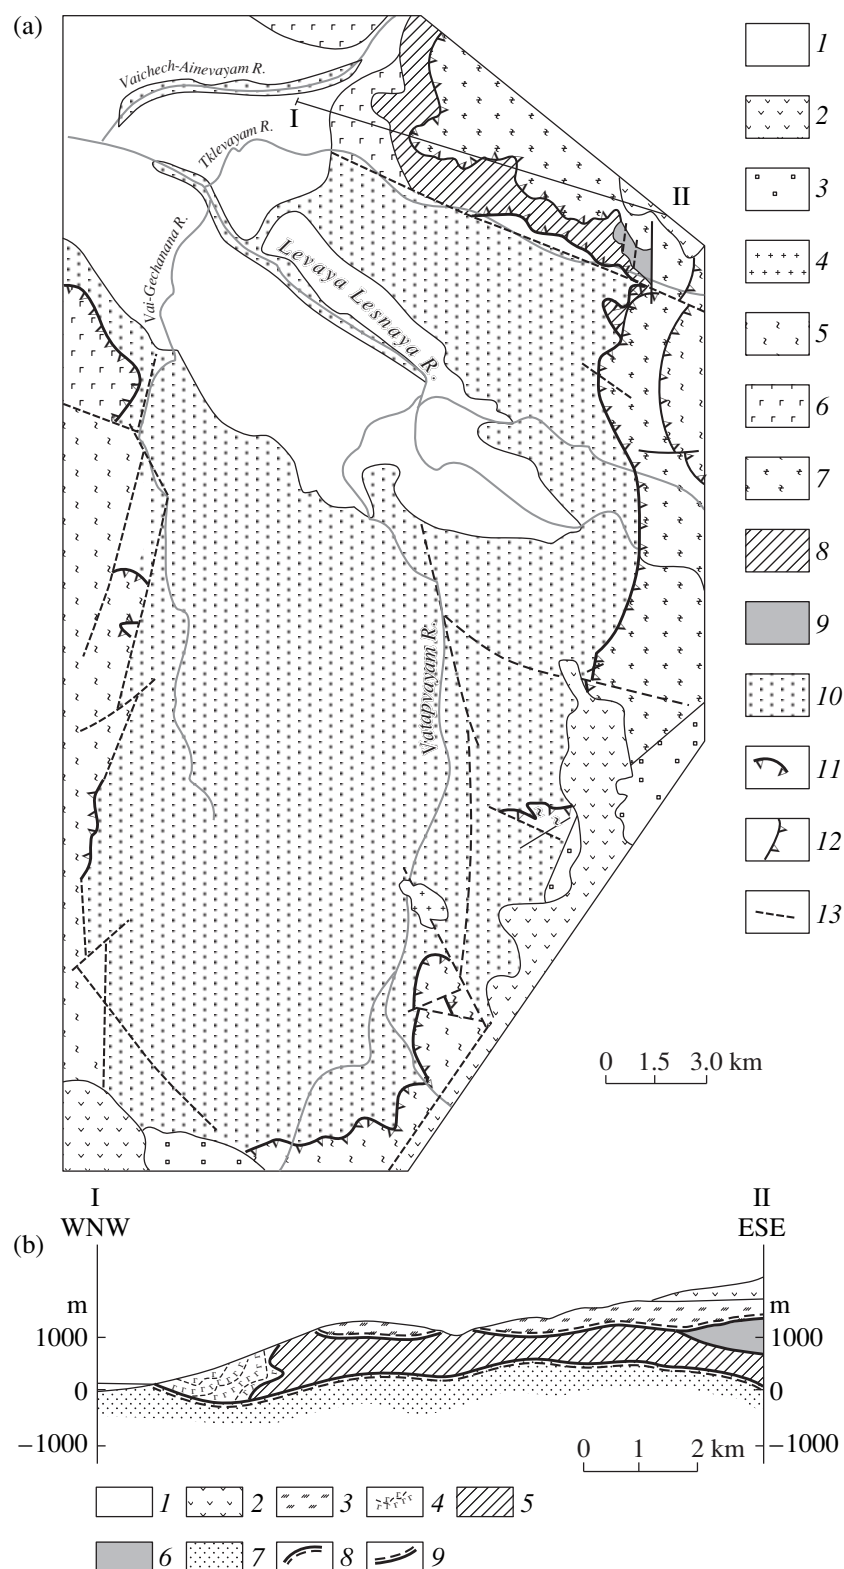 (a)
Vaichech-Ainevayam R.
I
Tklevayam R.
II
Levaya Lesnaya R.
Vai-Gechanana R.
Vatapvayam R.
1
2
3
4
5
6
7
8
9
10
11
12
13
0 1.5 3.0 km
(b)
I
WNW
II
ESE
m
1000
0
−1000
m
1000
0
−1000
0 1 2 km
1 2 3 4 5
6 7 8 9